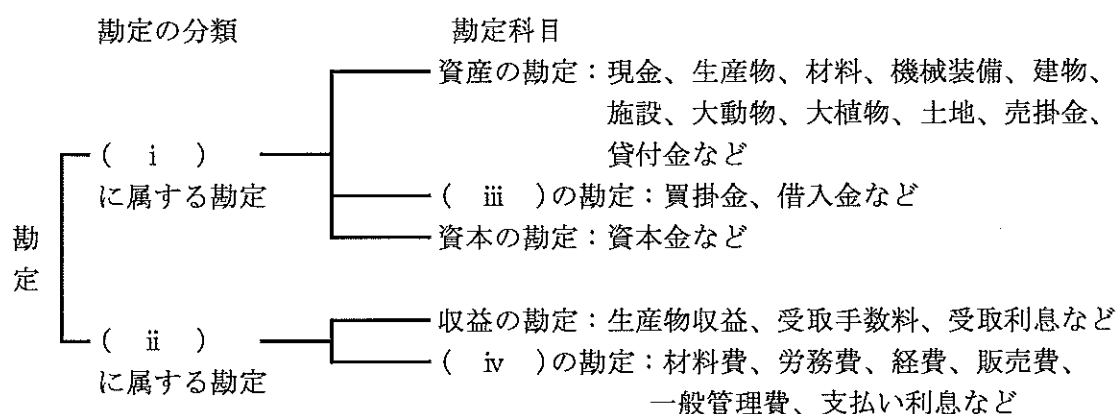 勘定の分類 勘定科目
資産の勘定：現金、生産物、材料、機械装備、建物、
施設、大動物、大植物、土地、売掛金、
貸付金など
( ⅰ )
に属する勘定
( ⅲ )の勘定：買掛金、借入金など
資本の勘定：資本金など
勘定
収益の勘定：生産物収益、受取手数料、受取利息など
( ⅱ )
に属する勘定
( ⅳ )の勘定：材料費、労務費、経費、販売費、
一般管理費、支払い利息など